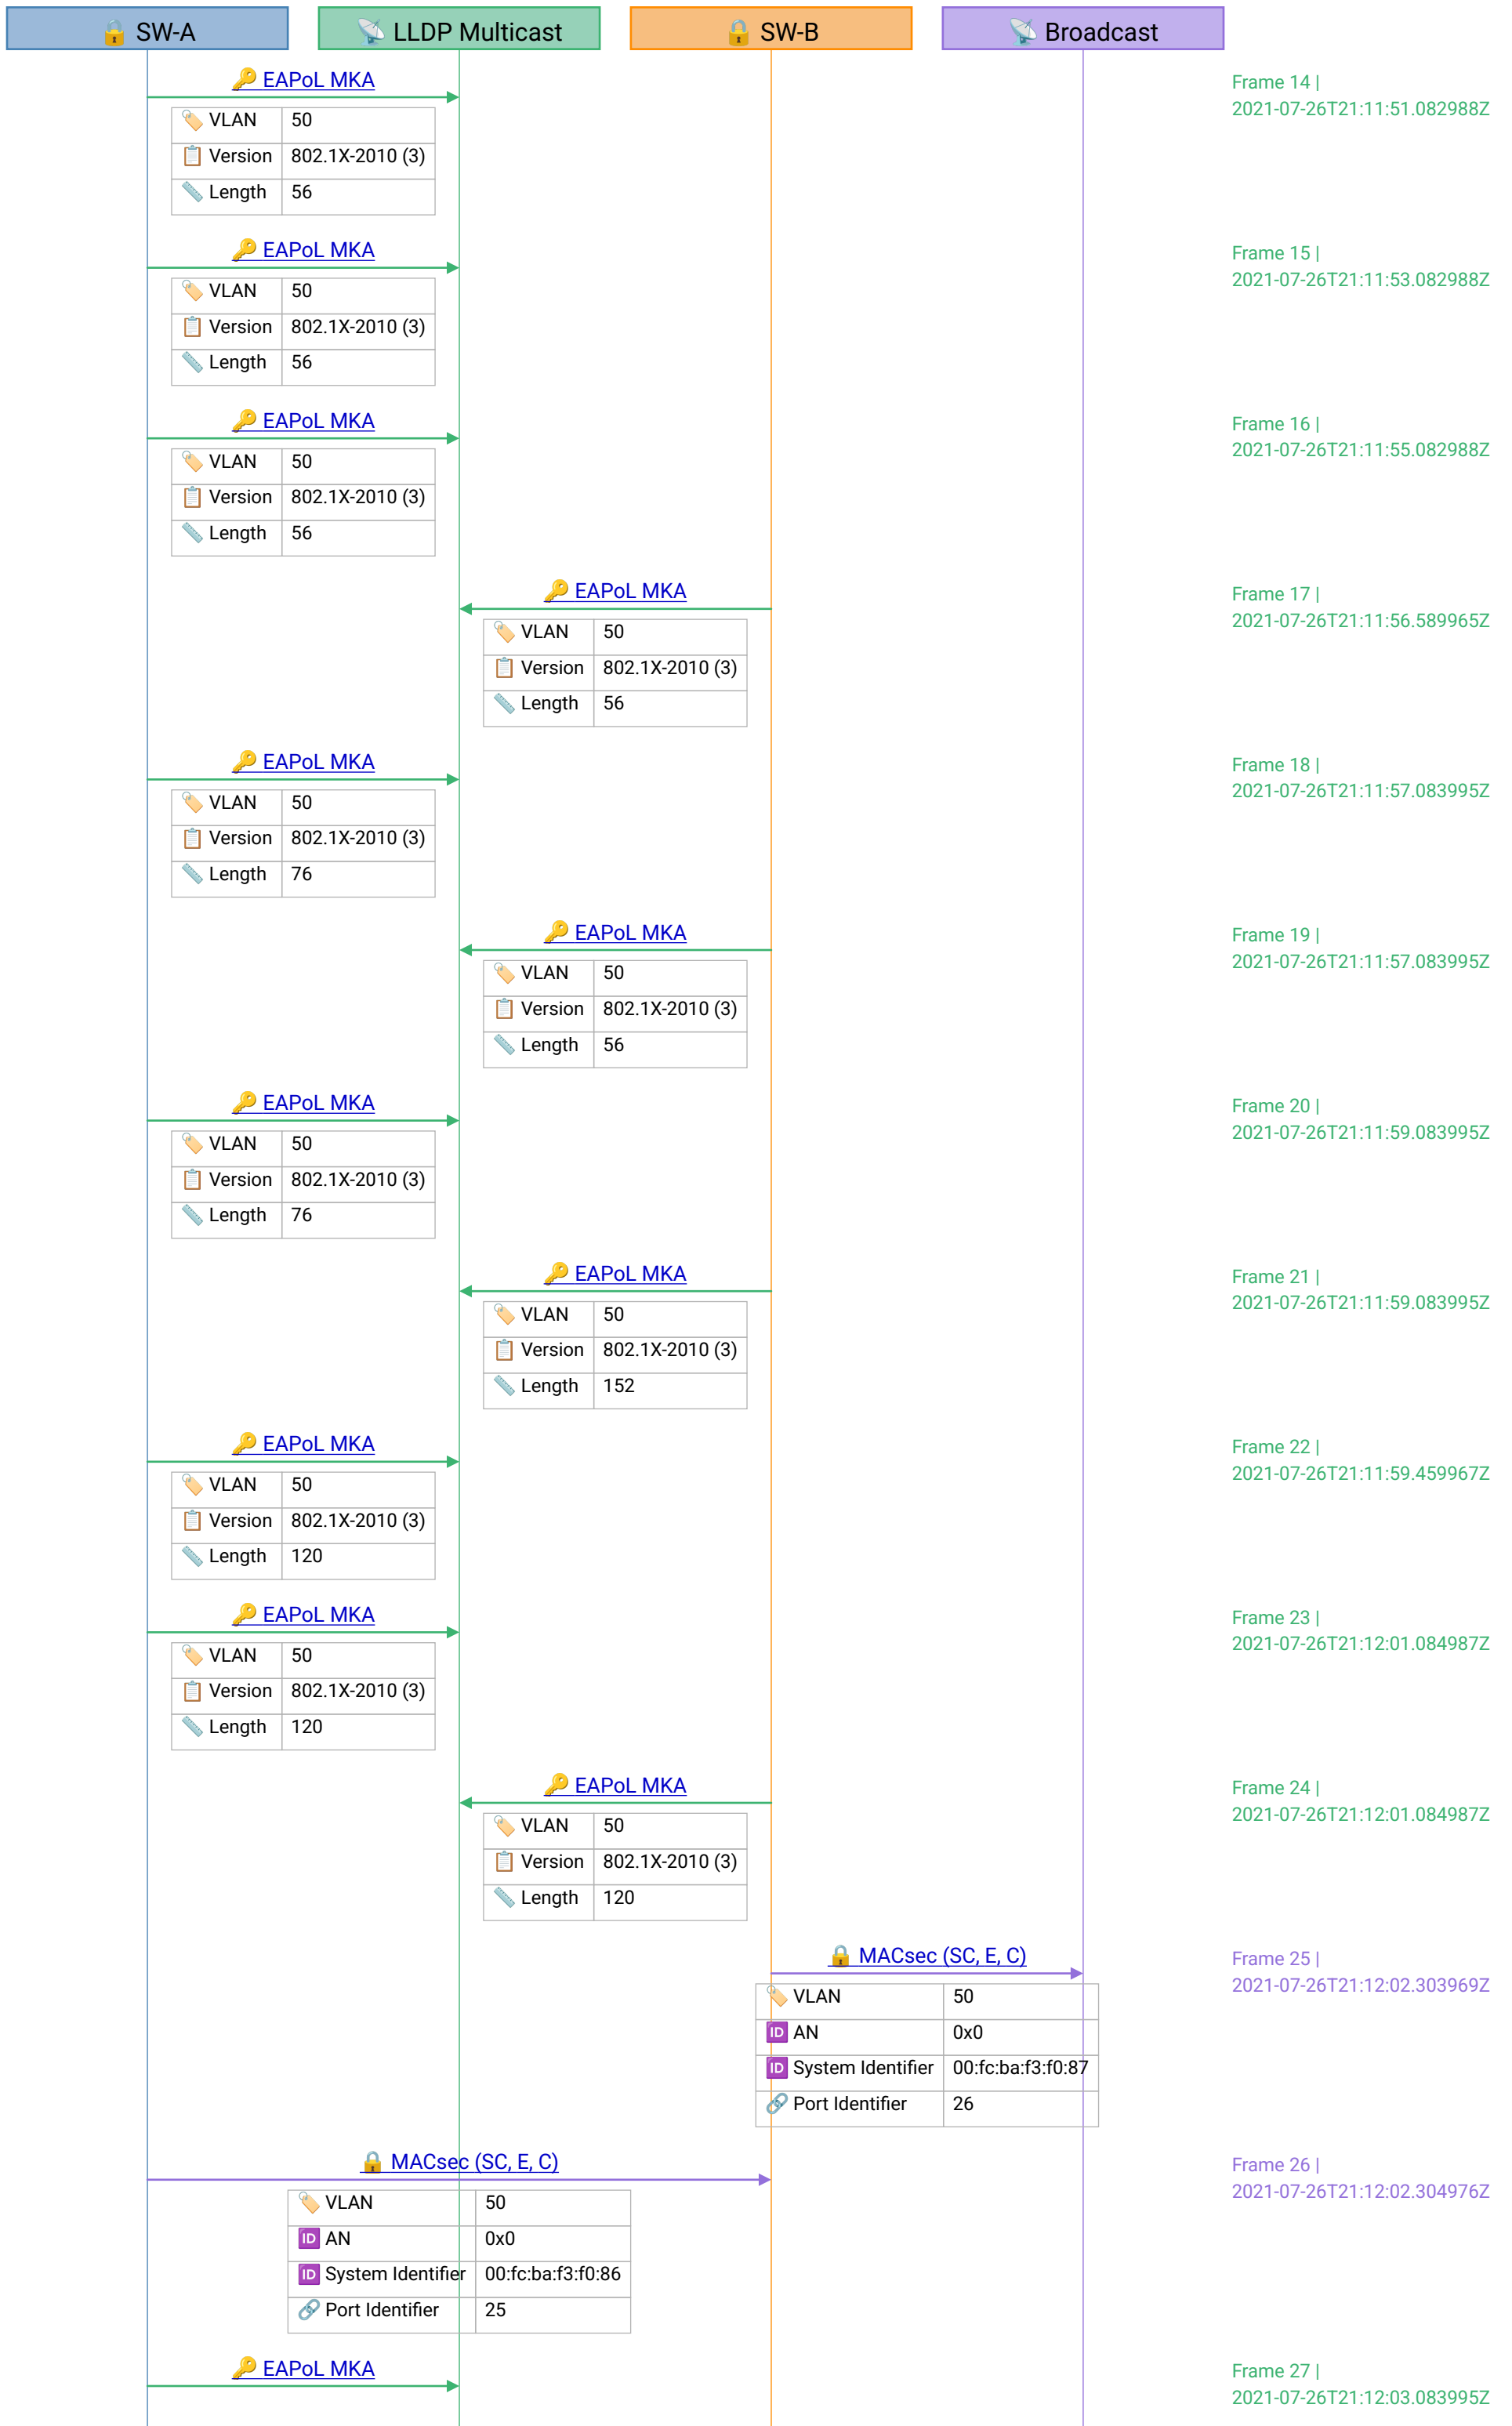 🔒 SW-A
📡 LLDP Multicast
🔒 SW-B
📡 Broadcast
🔑 EAPoL MKA
Frame 14 |
2021-07-26T21:11:51.082988Z
🏷️ VLAN 50
📋 Version 802.1X-2010 (3)
📏 Length 56
🔑 EAPoL MKA
Frame 15 |
2021-07-26T21:11:53.082988Z
🏷️ VLAN 50
📋 Version 802.1X-2010 (3)
📏 Length 56
🔑 EAPoL MKA
Frame 16 |
2021-07-26T21:11:55.082988Z
🏷️ VLAN 50
📋 Version 802.1X-2010 (3)
📏 Length 56
🔑 EAPoL MKA
Frame 17 |
2021-07-26T21:11:56.589965Z
🏷️ VLAN 50
📋 Version 802.1X-2010 (3)
📏 Length 56
🔑 EAPoL MKA
Frame 18 |
2021-07-26T21:11:57.083995Z
🏷️ VLAN 50
📋 Version 802.1X-2010 (3)
📏 Length 76
🔑 EAPoL MKA
Frame 19 |
2021-07-26T21:11:57.083995Z
🏷️ VLAN 50
📋 Version 802.1X-2010 (3)
📏 Length 56
🔑 EAPoL MKA
Frame 20 |
2021-07-26T21:11:59.083995Z
🏷️ VLAN 50
📋 Version 802.1X-2010 (3)
📏 Length 76
🔑 EAPoL MKA
Frame 21 |
2021-07-26T21:11:59.083995Z
🏷️ VLAN 50
📋 Version 802.1X-2010 (3)
📏 Length 152
🔑 EAPoL MKA
Frame 22 |
2021-07-26T21:11:59.459967Z
🏷️ VLAN 50
📋 Version 802.1X-2010 (3)
📏 Length 120
🔑 EAPoL MKA
Frame 23 |
2021-07-26T21:12:01.084987Z
🏷️ VLAN 50
📋 Version 802.1X-2010 (3)
📏 Length 120
🔑 EAPoL MKA
Frame 24 |
2021-07-26T21:12:01.084987Z
🏷️ VLAN 50
📋 Version 802.1X-2010 (3)
📏 Length 120
🔒 MACsec (SC, E, C)
Frame 25 |
2021-07-26T21:12:02.303969Z
🏷️ VLAN 50
🆔 AN 0x0
🆔 System Identifier 00:fc:ba:f3:f0:87
🔗 Port Identifier 26
🔒 MACsec (SC, E, C)
Frame 26 |
2021-07-26T21:12:02.304976Z
🏷️ VLAN 50
🆔 AN 0x0
🆔 System Identifier 00:fc:ba:f3:f0:86
🔗 Port Identifier 25
🔑 EAPoL MKA
Frame 27 |
2021-07-26T21:12:03.083995Z